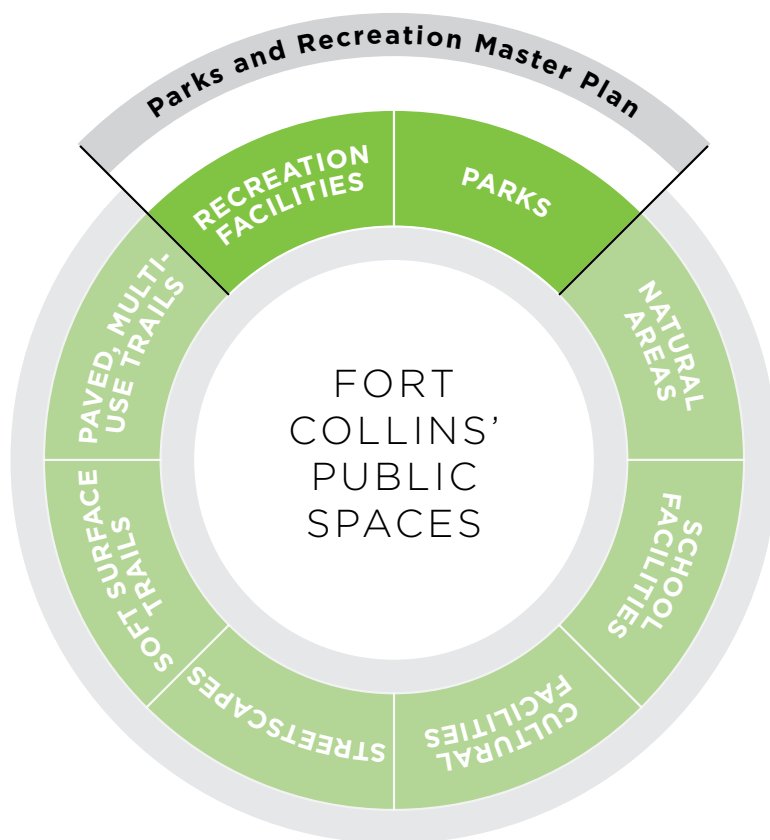 Parks and Recreation Master Plan
RECREATION
FACILITIES
PARKS
NATURAL
AREAS
SCHOOL
FACILITIES
CULTURAL
FACILITIES
STREETSCAPES
SOFT SURFACE
TRAILS
PAVED, MULTI-
USE TRAILS
FORT
COLLINS’
PUBLIC
SPACES